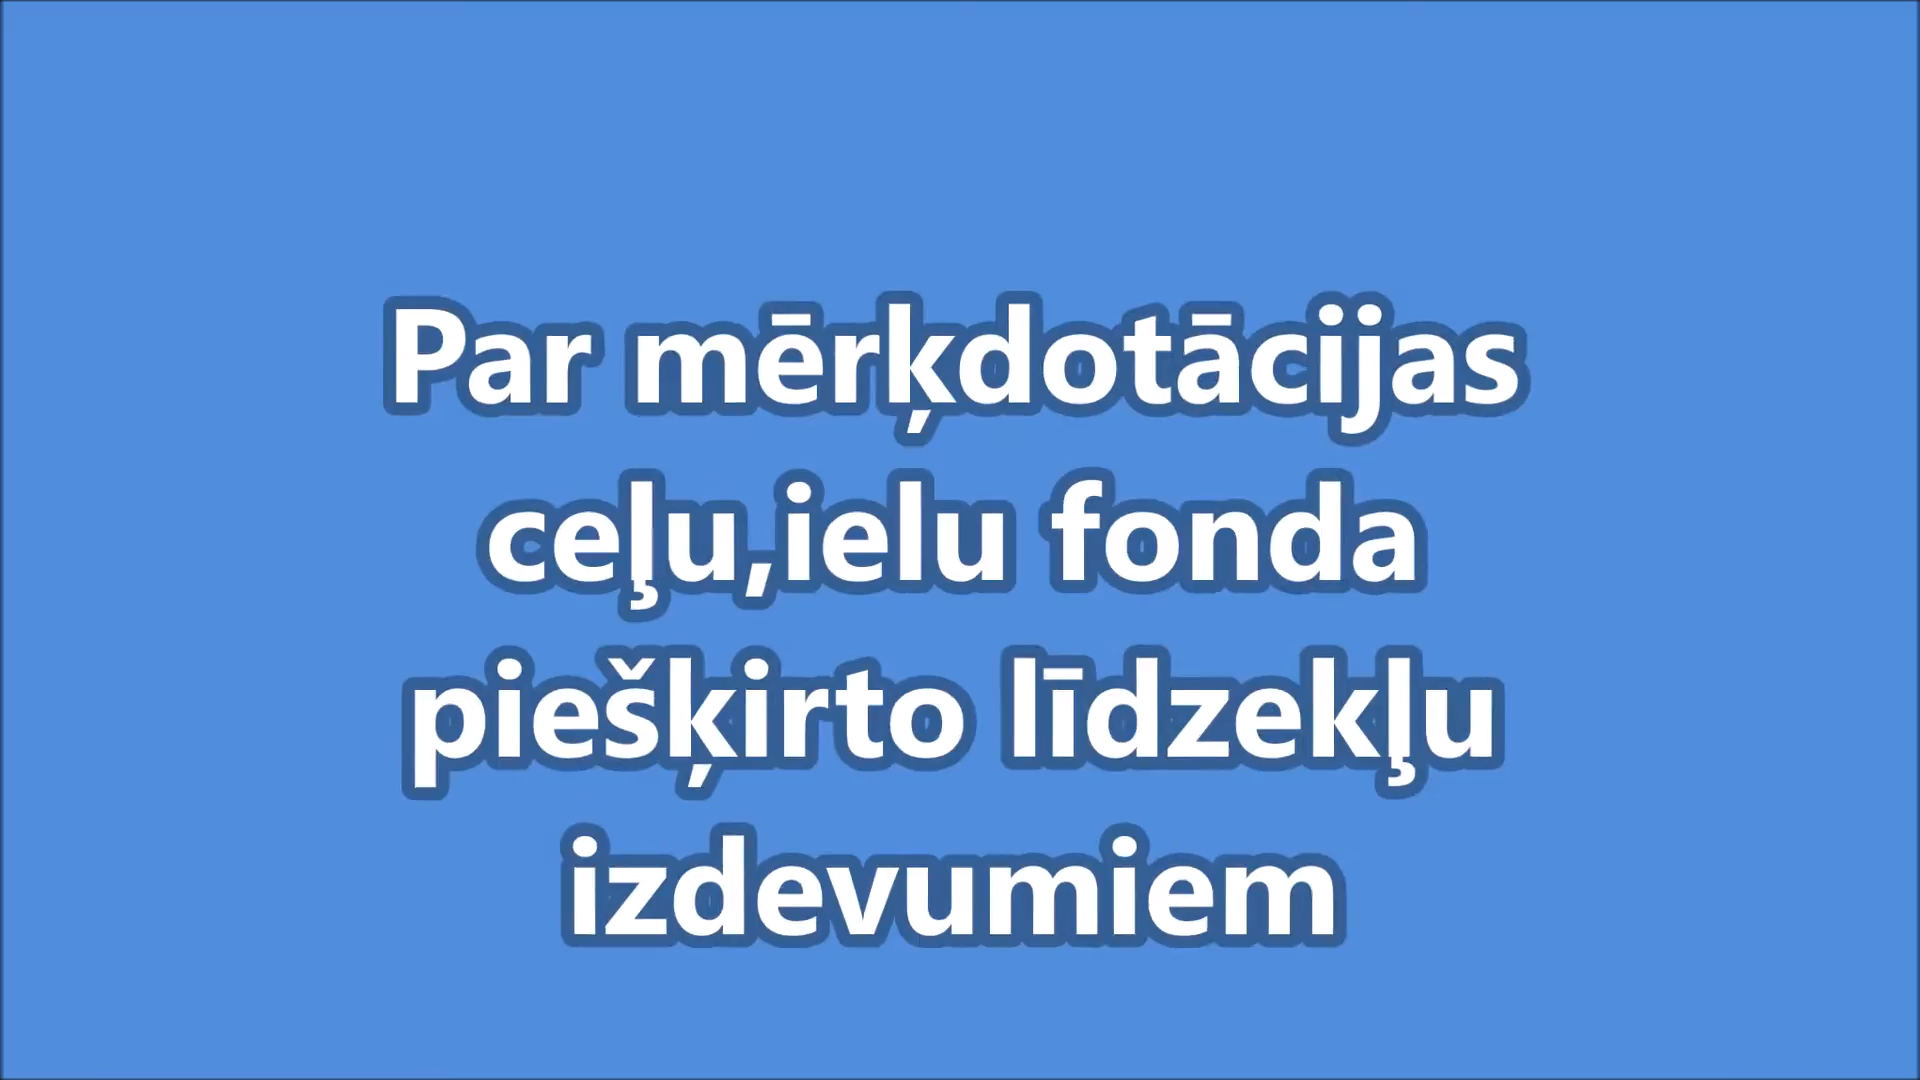 Par mērķdotācijas
ceļu,ielu fonda
piešķirto līdzekļu
izdevumiem